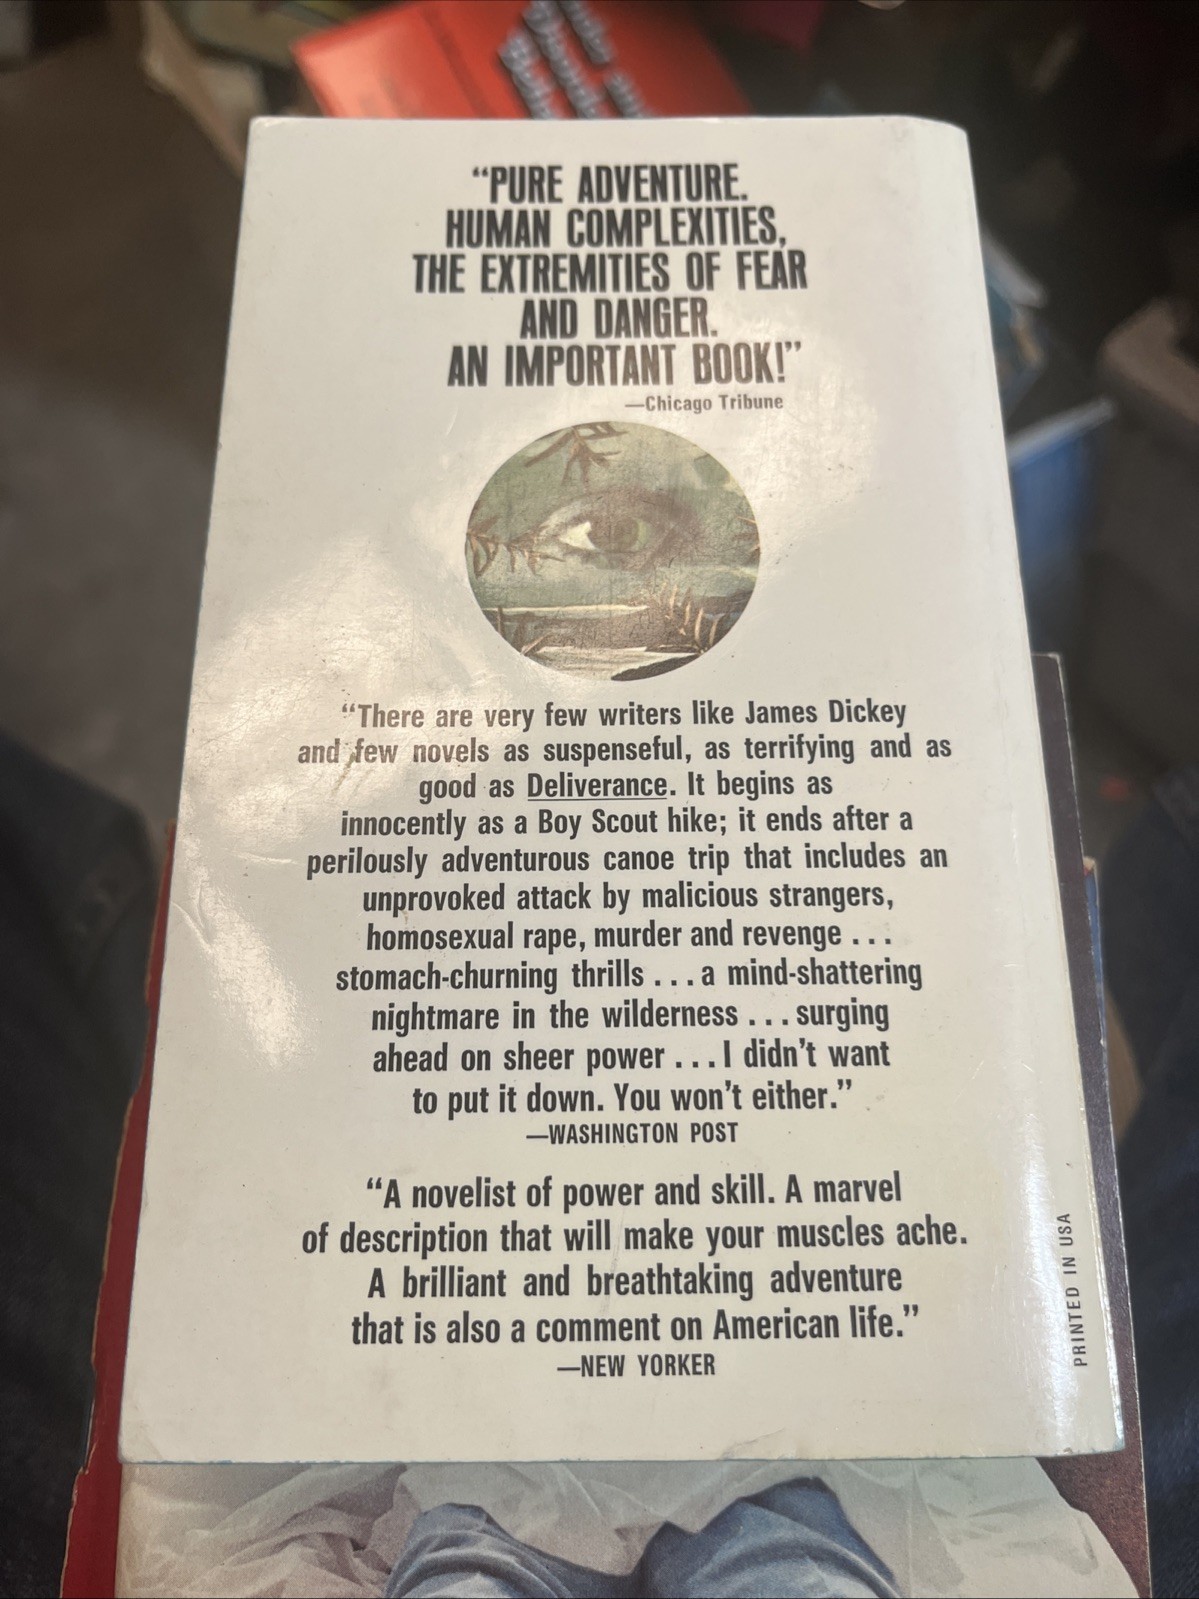 “PURE ADVENTURE.
HUMAN COMPLEXITIES,
THE EXTREMITIES OF FEAR
AND DANGER.
AN IMPORTANT BOOK!”
—Chicago Tribune
“There are very few writers like James Dickey
and few novels as suspenseful, as terrifying and as
good as Deliverance. It begins as
innocently as a Boy Scout hike; it ends after a
perilously adventurous canoe trip that includes an
unprovoked attack by malicious strangers,
homosexual rape, murder and revenge . . .
stomach-churning thrills . . . a mind-shattering
nightmare in the wilderness . . . surging
ahead on sheer power . . . I didn’t want
to put it down. You won’t either.”
—WASHINGTON POST
“A novelist of power and skill. A marvel
of description that will make your muscles ache.
A brilliant and breathtaking adventure
that is also a comment on American life.”
—NEW YORKER
PRINTED IN USA